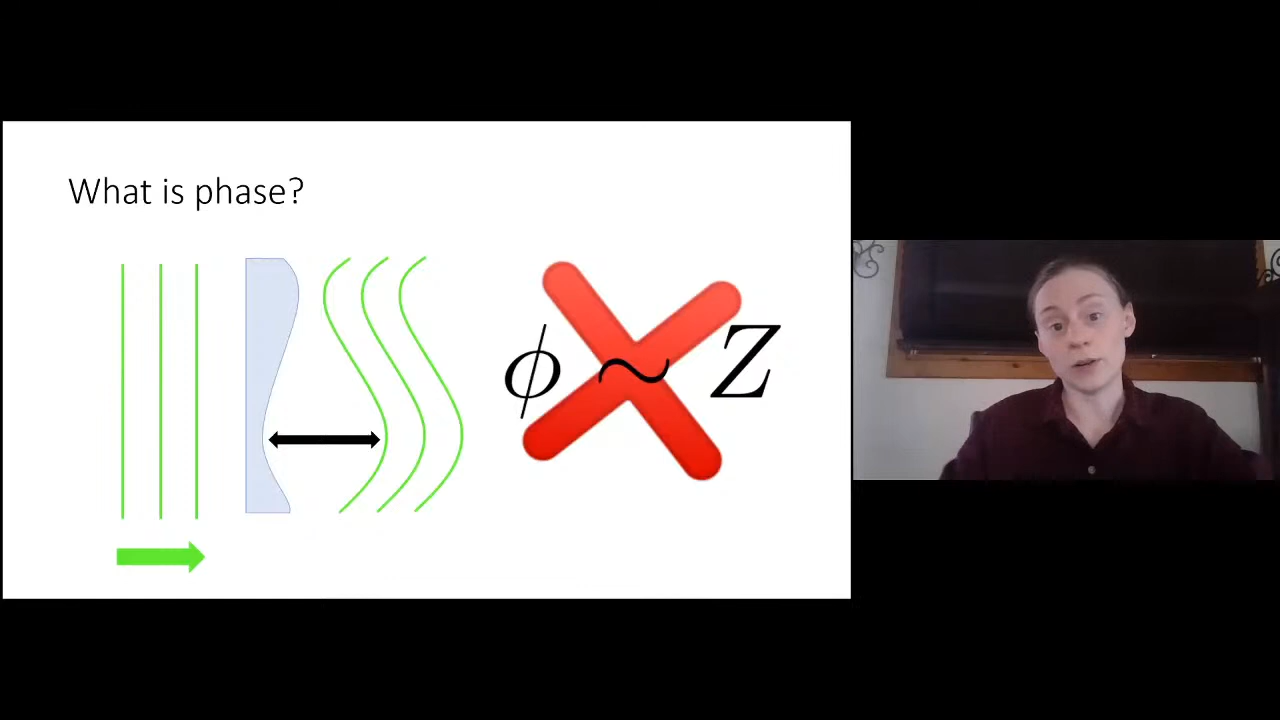 What is phase?
ϕ ~ Z